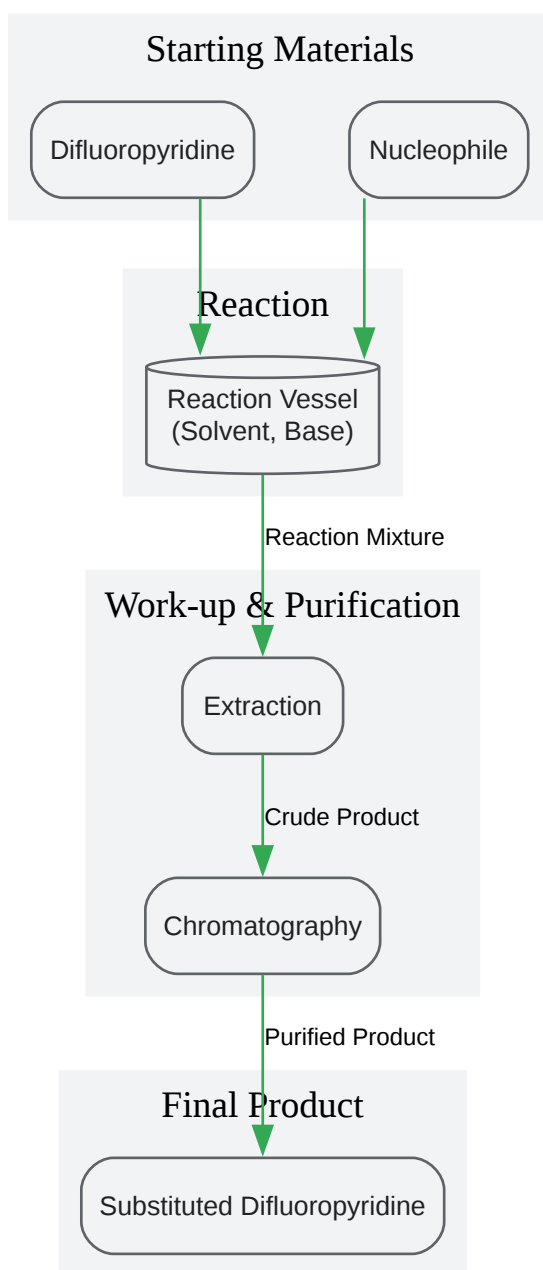 Starting Materials
Difluoropyridine
Nucleophile
Reaction
Reaction Vessel
(Solvent, Base)
Reaction Mixture
Work-up & Purification
Extraction
Crude Product
Chromatography
Purified Product
Final Product
Substituted Difluoropyridine